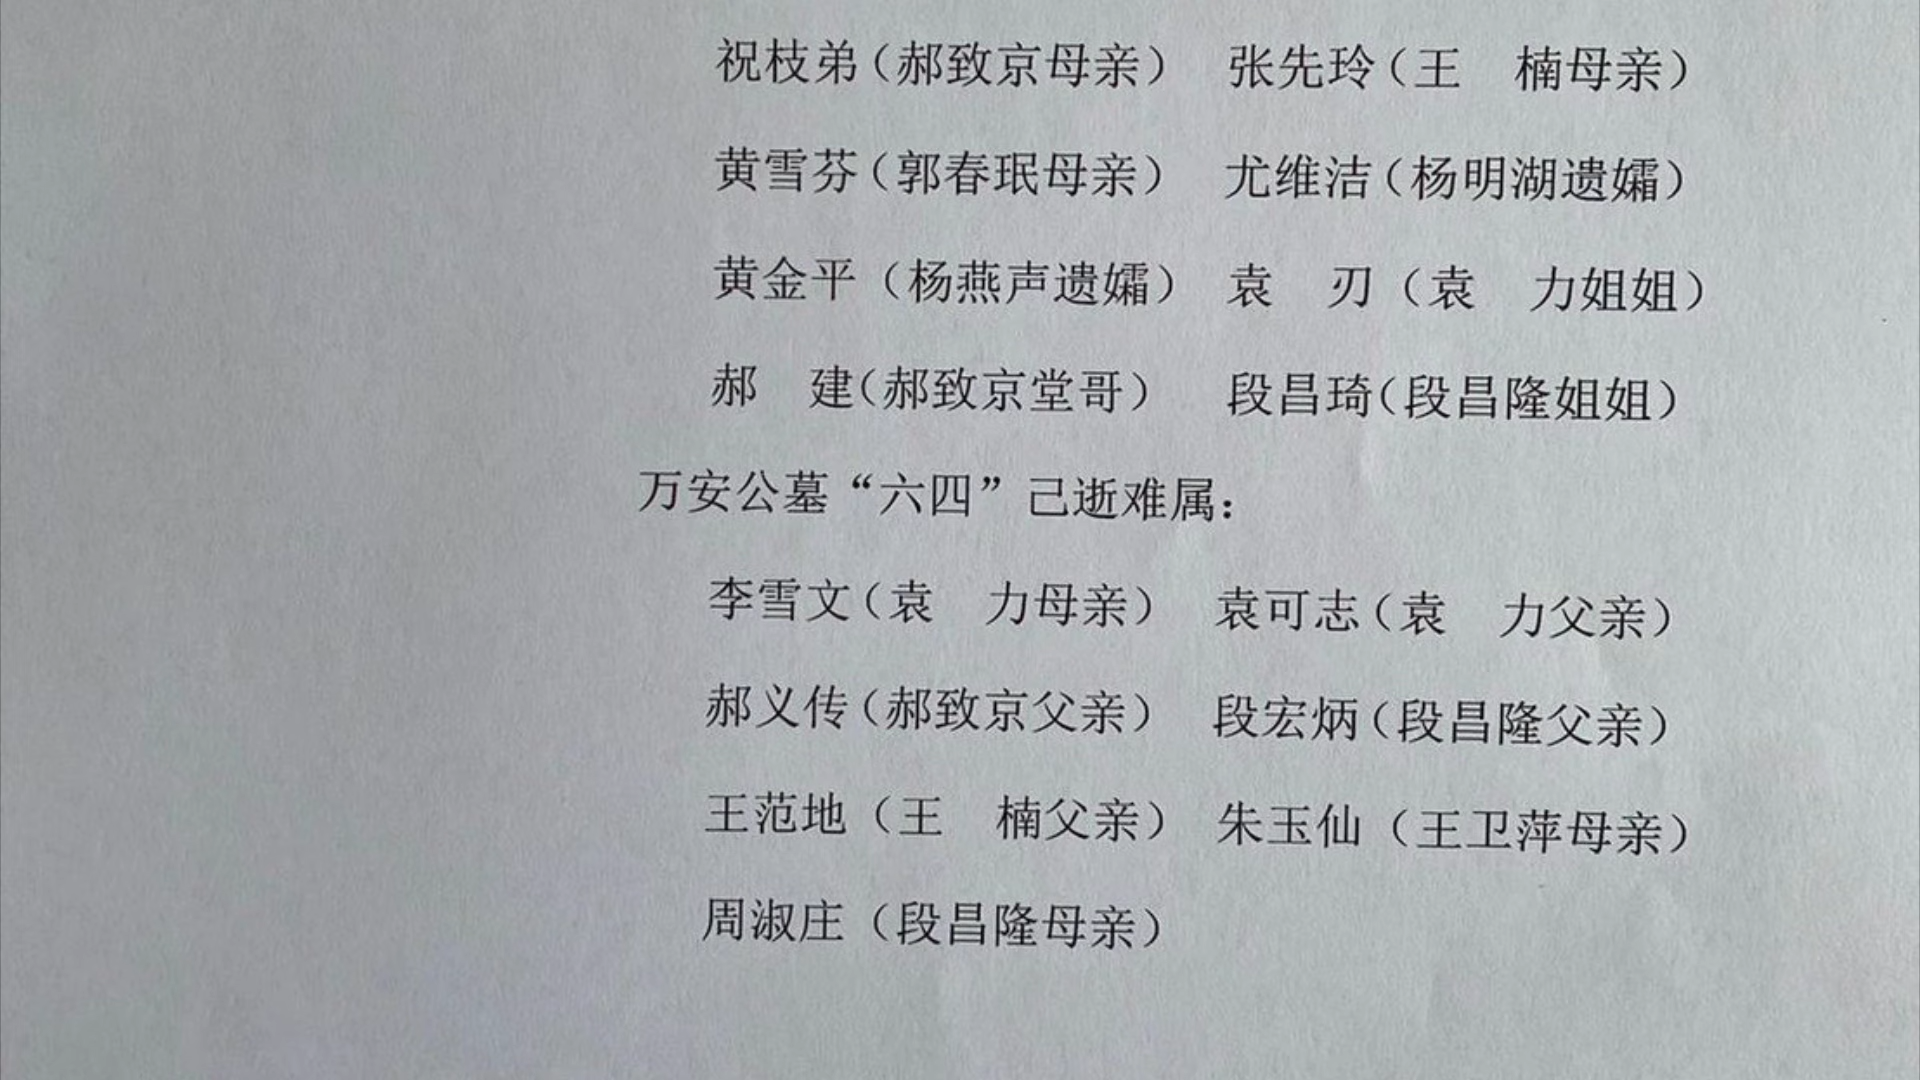 祝枝弟（郝致京母亲） 张先玲（王　楠母亲）
黄雪芬（郭春珉母亲） 尤维洁（杨明湖遗孀）
黄金平（杨燕声遗孀） 袁　刃（袁　力姐姐）
郝　建（郝致京堂哥） 段昌琦（段昌隆姐姐）
万安公墓“六四”己逝难属：
李雪文（袁　力母亲） 袁可志（袁　力父亲）
郝义传（郝致京父亲） 段宏炳（段昌隆父亲）
王范地（王　楠父亲） 朱玉仙（王卫萍母亲）
周淑庄（段昌隆母亲）